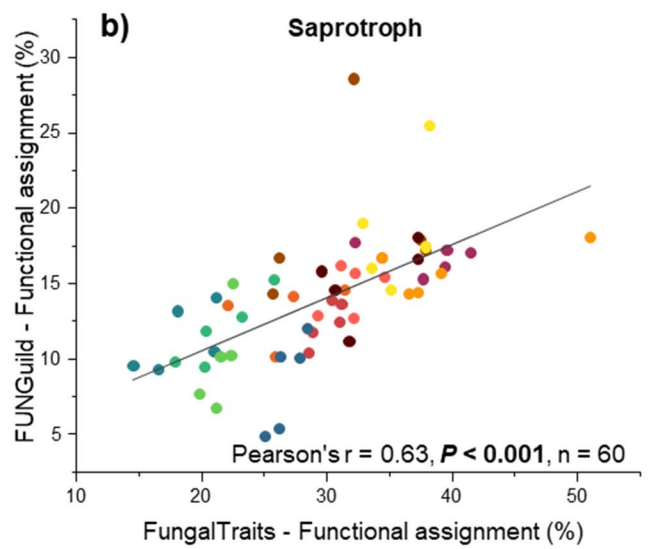 b) Saprotroph
FUNGuild - Functional assignment (%)
30
25
20
15
10
5
Pearson's r = 0.63, P < 0.001, n = 60
10 20 30 40 50
FungalTraits - Functional assignment (%)